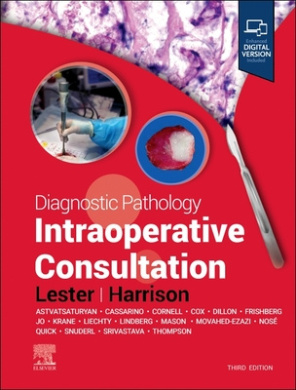 Enhanced
DIGITAL
VERSION
Included
Diagnostic Pathology
Intraoperative
Consultation
Lester | Harrison
ASTVATSATURYAN • CASSARINO • CORNELL • COX • DILLON • FRISHBERG
JO • KRANE • LIECHTY • LINDBERG • MASON • MOVAHED-EZAZI • NOSÉ
QUICK • SNUDERL • SRIVASTAVA • THOMPSON
ELSEVIER
THIRD EDITION